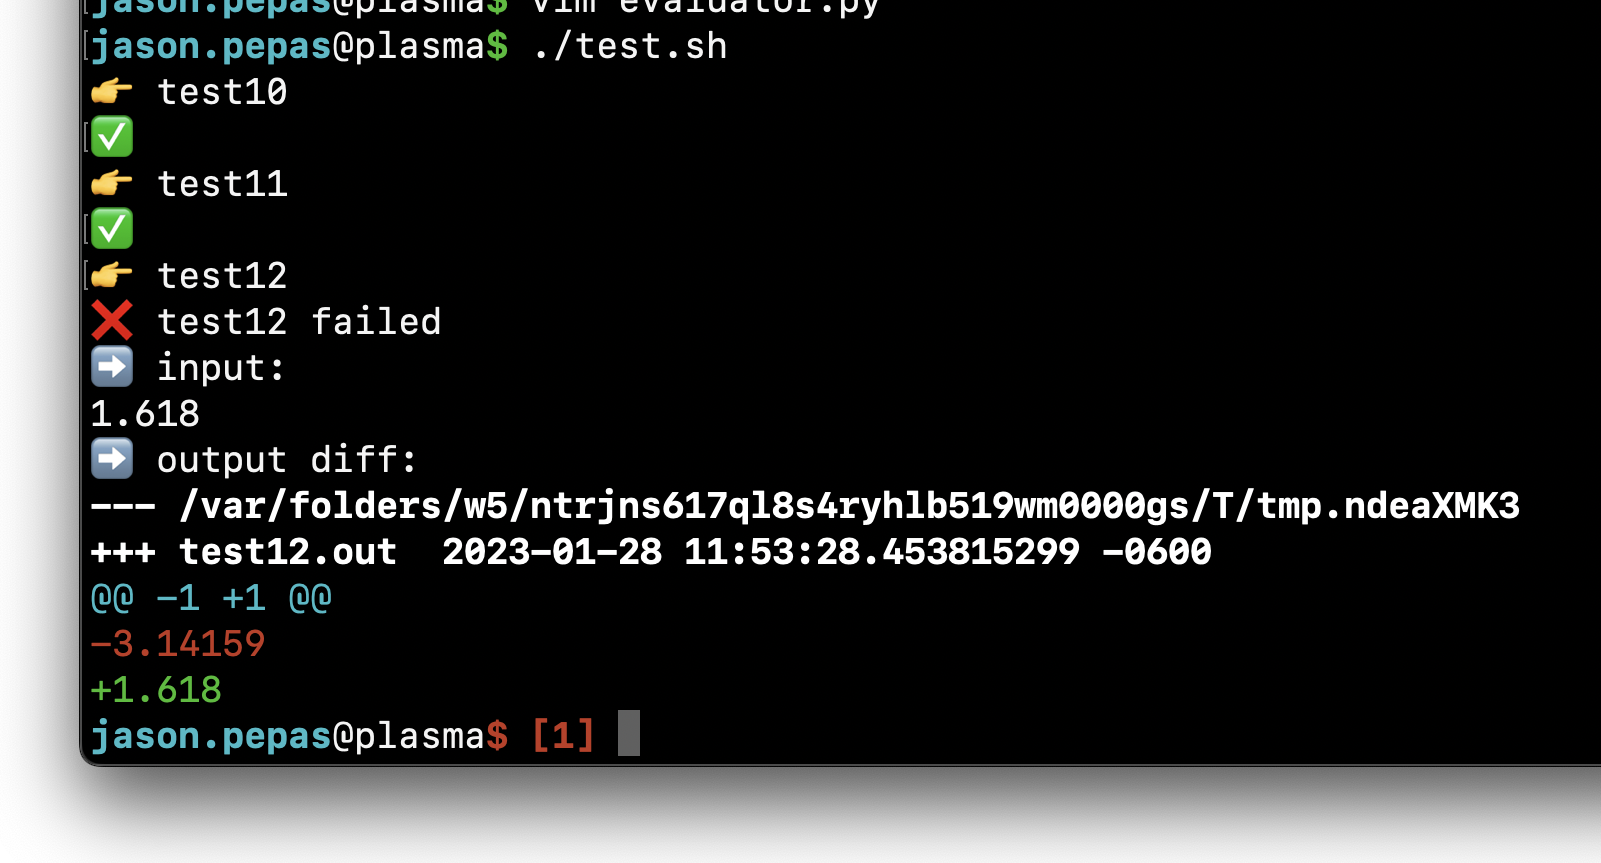 jason.pepas@plasma$ vim evaluator.py
jason.pepas@plasma$ ./test.sh
👉 test10
✅
👉 test11
✅
👉 test12
❌ test12 failed
➡️ input:
1.618
➡️ output diff:
--- /var/folders/w5/ntrjns617ql8s4ryhlb519wm0000gs/T/tmp.ndeaXMK3
+++ test12.out  2023-01-28 11:53:28.453815299 -0600
@@ -1 +1 @@
-3.14159
+1.618
jason.pepas@plasma$ [1]